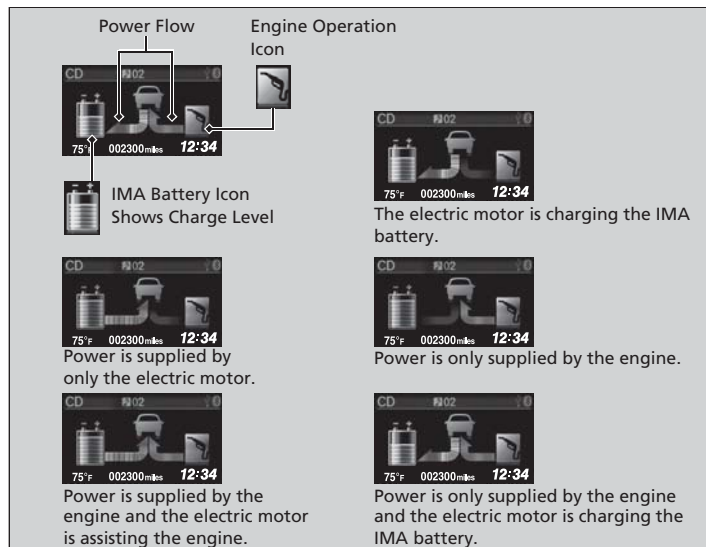 Power Flow
Engine Operation
Icon
CD 02
75°F 002300miles 12:34
IMA Battery Icon
Shows Charge Level
CD 02
75°F 002300miles 12:34
The electric motor is charging the IMA
battery.
CD 02
75°F 002300miles 12:34
Power is supplied by
only the electric motor.
CD 02
75°F 002300miles 12:34
Power is only supplied by the engine.
CD 02
75°F 002300miles 12:34
Power is supplied by the
engine and the electric motor
is assisting the engine.
CD 02
75°F 002300miles 12:34
Power is only supplied by the engine
and the electric motor is charging the
IMA battery.